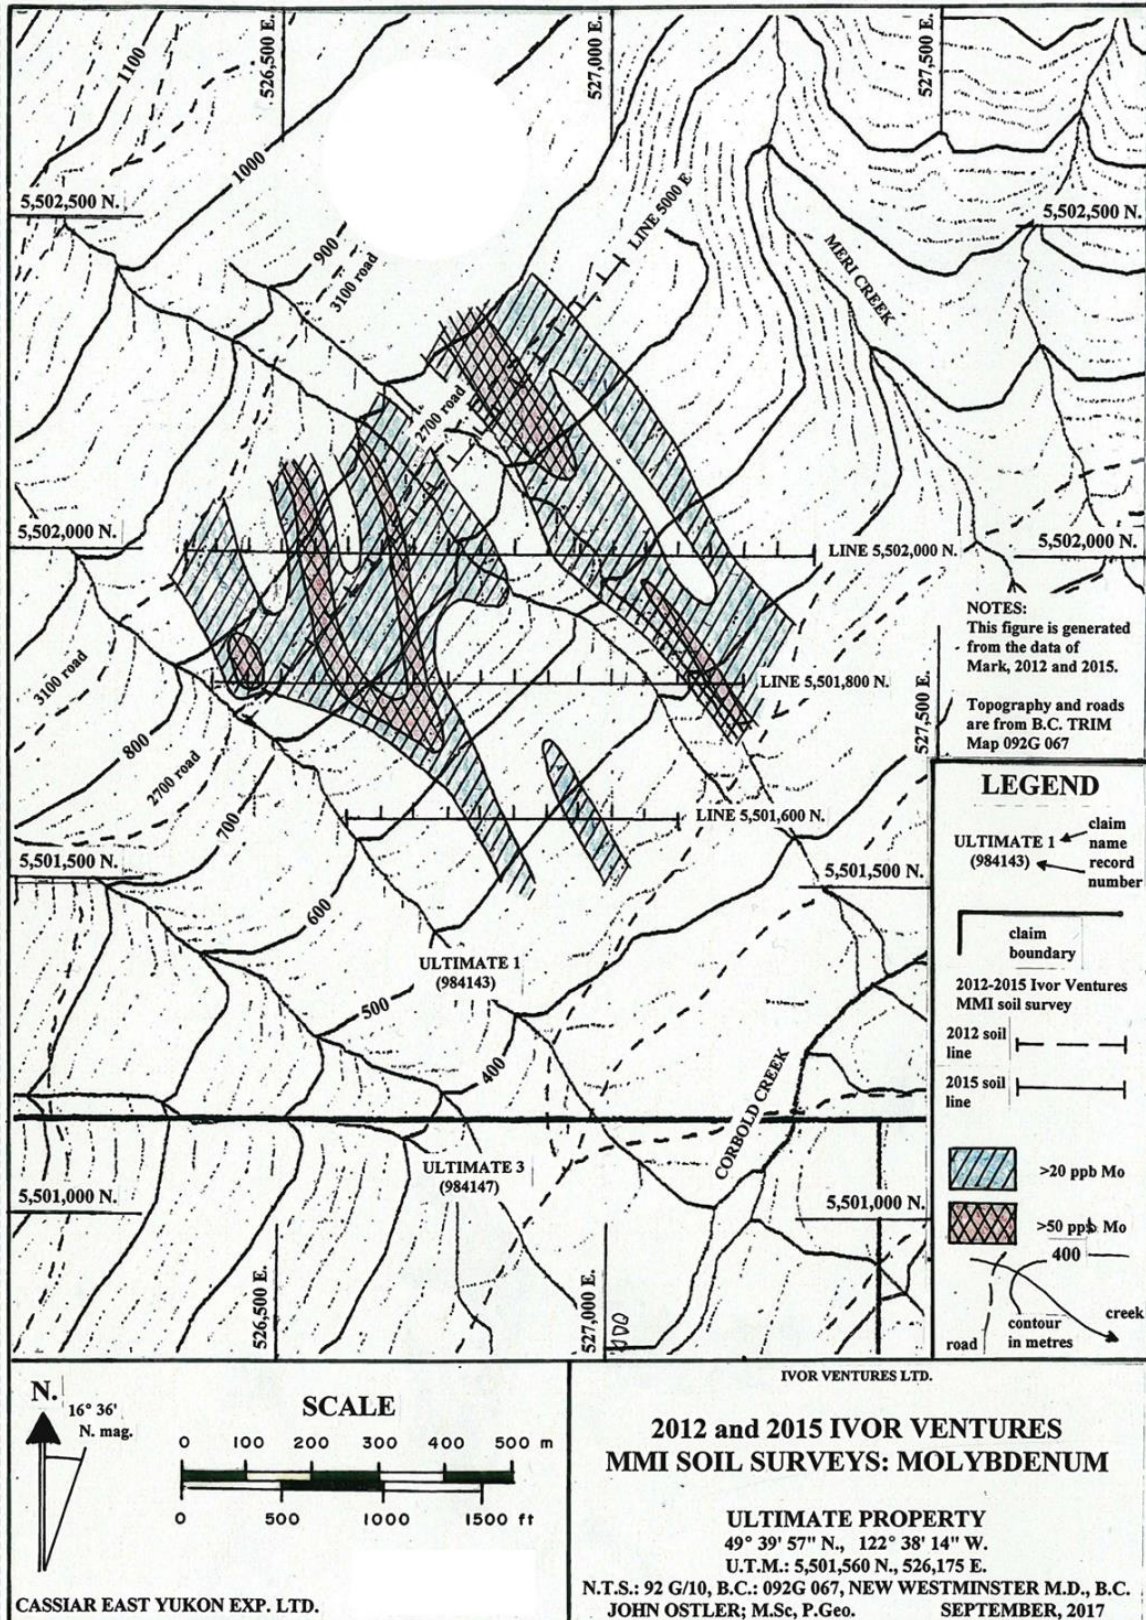 1100
526,500 E.
527,000 E.
527,500 E.
1000
5,502,500 N.
5,502,500 N.
LINE 5000 E
900
3100 road
MERI CREEK
2700 road
5,502,000 N.
LINE 5,502,000 N.
5,502,000 N.
NOTES:
This figure is generated
from the data of
Mark, 2012 and 2015.
Topography and roads
are from B.C. TRIM
Map 092G 067
3100 road
LINE 5,501,800 N.
527,500 E.
800
2700 road
700
LINE 5,501,600 N.
5,501,500 N.
5,501,500 N.
600
ULTIMATE 1
(984143)
500
400
CORBOLD CREEK
ULTIMATE 3
(984147)
5,501,000 N.
5,501,000 N.
526,500 E.
527,000 E.
LEGEND
ULTIMATE 1
(984143)
claim
name
record
number
claim
boundary
2012-2015 Ivor Ventures
MMI soil survey
2012 soil
line
2015 soil
line
>20 ppb Mo
>50 ppb Mo
400
creek
contour
in metres
road
N.
16° 36'
N. mag.
SCALE
0 100 200 300 400 500 m
0 500 1000 1500 ft
CASSIAR EAST YUKON EXP. LTD.
IVOR VENTURES LTD.
2012 and 2015 IVOR VENTURES
MMI SOIL SURVEYS: MOLYBDENUM
ULTIMATE PROPERTY
49° 39' 57" N., 122° 38' 14" W.
U.T.M.: 5,501,560 N., 526,175 E.
N.T.S.: 92 G/10, B.C.: 092G 067, NEW WESTMINSTER M.D., B.C.
JOHN OSTLER; M.Sc, P.Geo. SEPTEMBER, 2017